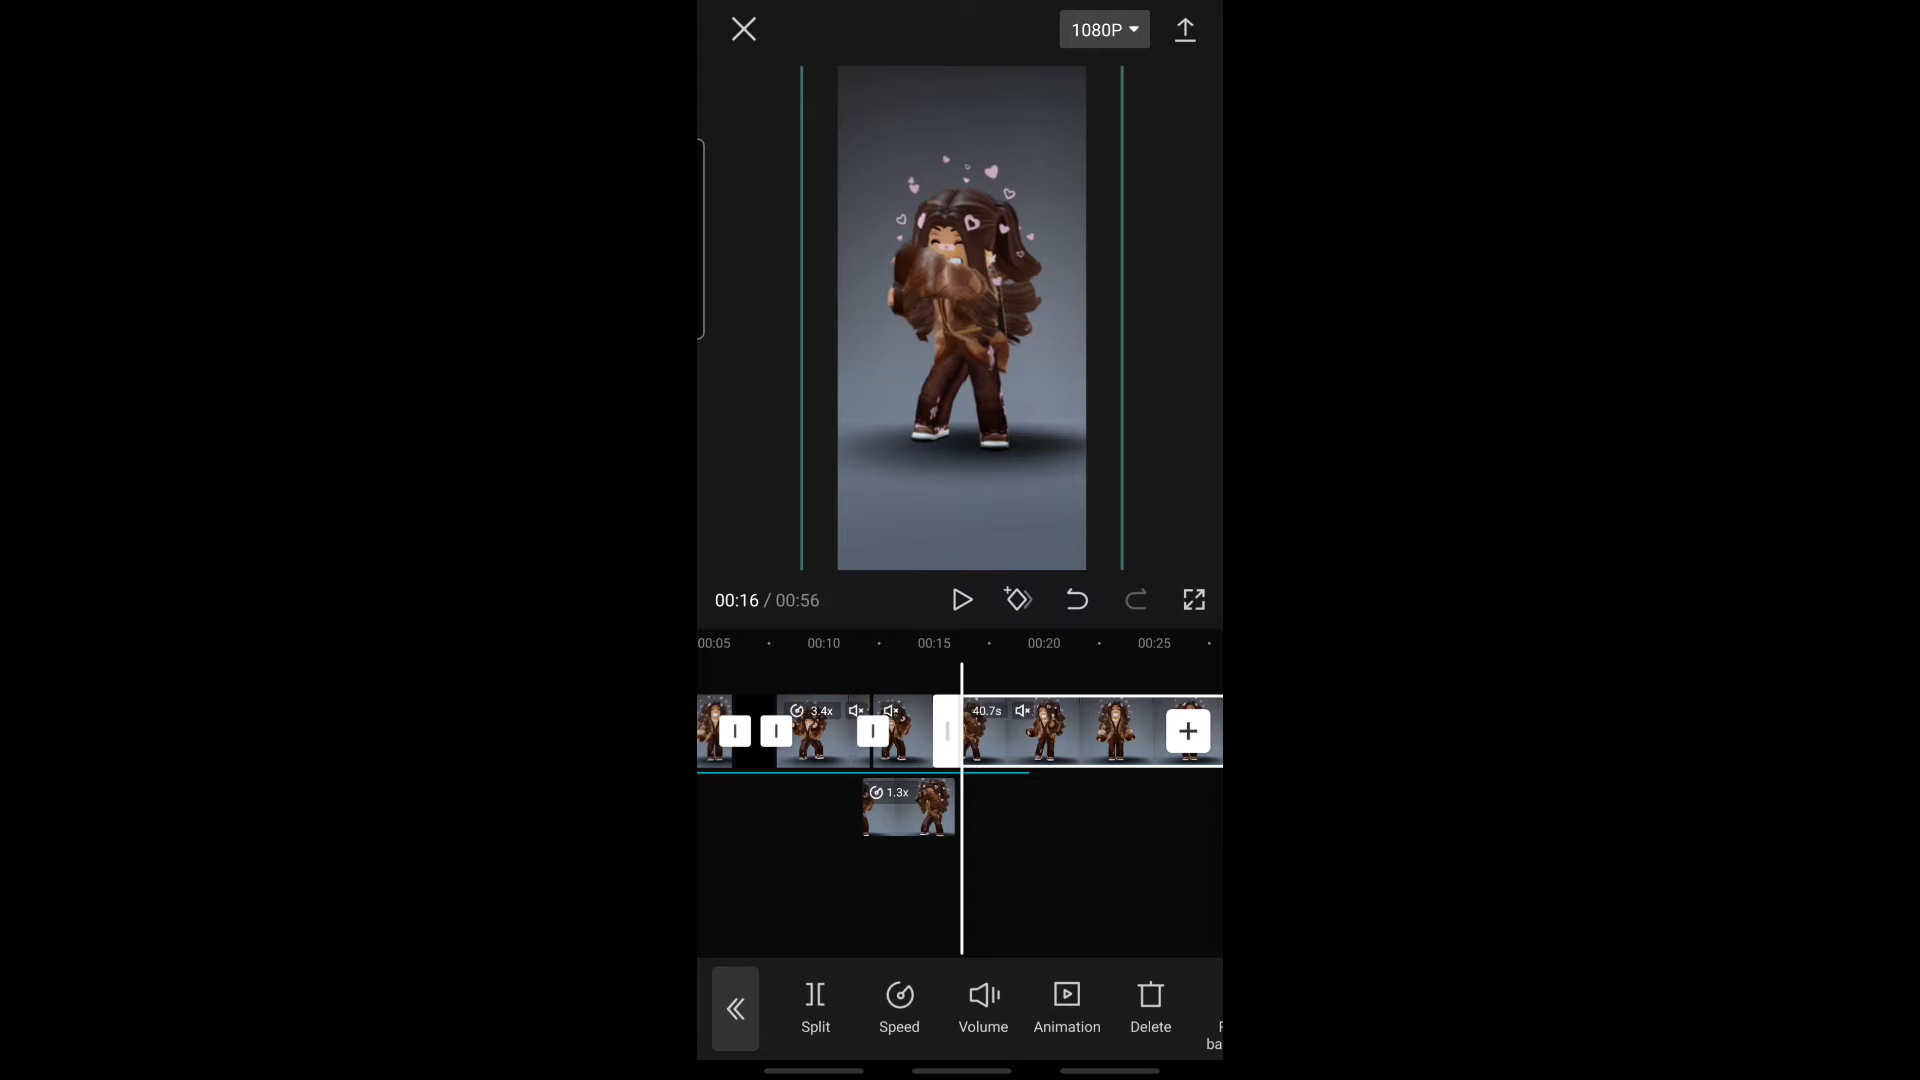 1080P
00:16 / 00:56
00:05 00:10 00:15 00:20 00:25
3.4x 40.7s
1.3x
Split Speed Volume Animation Delete
ba